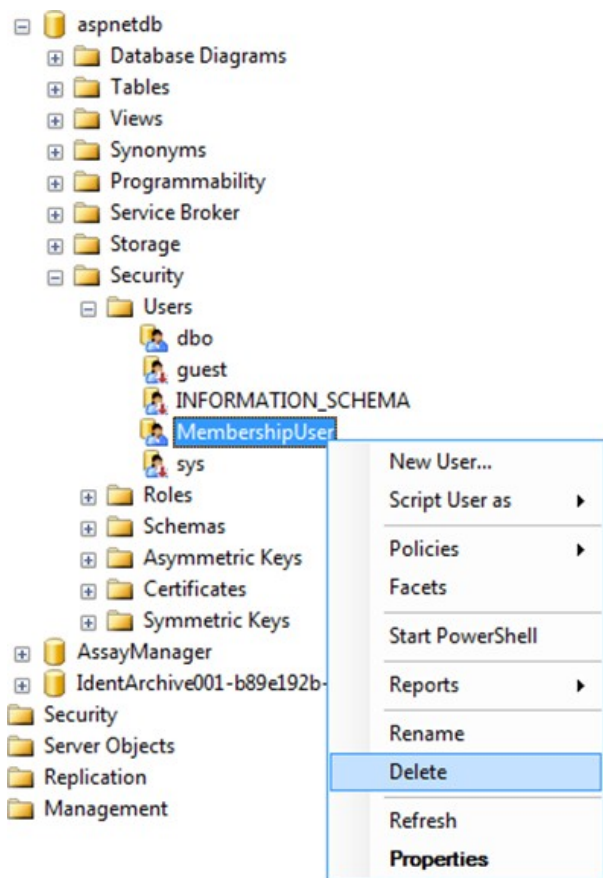 aspnetdb
Database Diagrams
Tables
Views
Synonyms
Programmability
Service Broker
Storage
Security
Users
dbo
guest
INFORMATION_SCHEMA
MembershipUser
sys
Roles
Schemas
Asymmetric Keys
Certificates
Symmetric Keys
AssayManager
IdentArchive001-b89e192b-
Security
Server Objects
Replication
Management
New User...
Script User as
Policies
Facets
Start PowerShell
Reports
Rename
Delete
Refresh
Properties